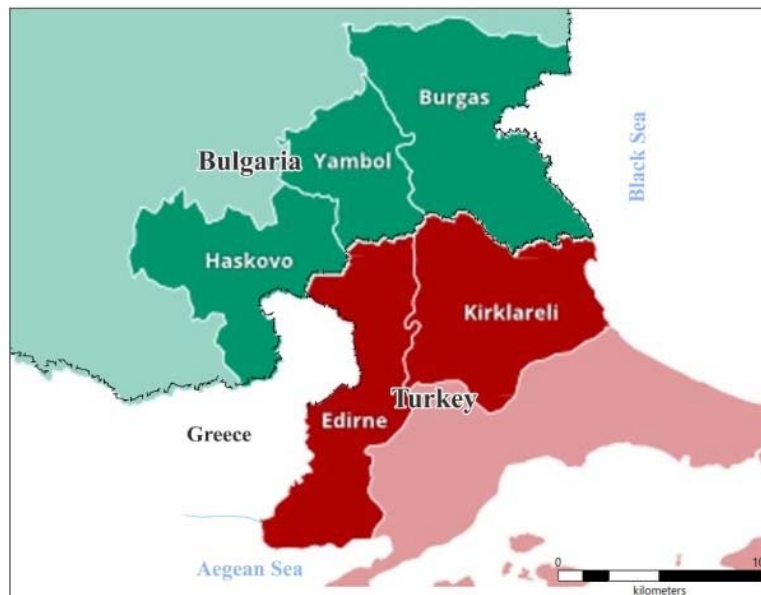 Burgas
Black Sea
Bulgaria
Yambol
Haskovo
Kirklareli
Turkey
Edirne
Greece
Aegean Sea
0
kilometers